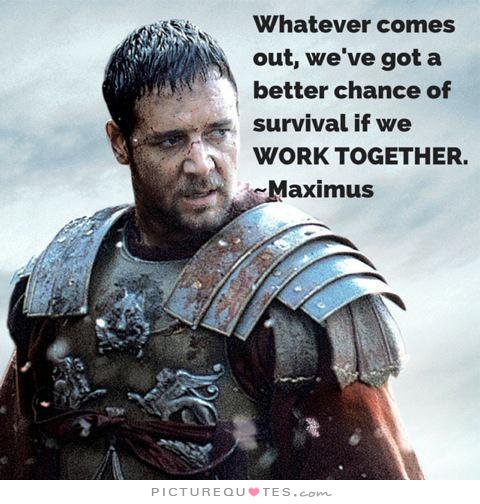 Whatever comes
out, we've got a
better chance of
survival if we
WORK TOGETHER.
~Maximus
PICTUREQUOTES.com